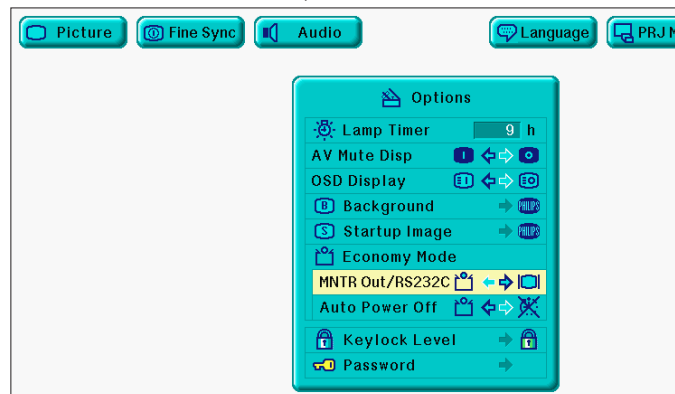 Picture
Fine Sync
Audio
Language
PRJ M
Options
Lamp Timer 9 h
AV Mute Disp
OSD Display
B Background PHILIPS
S Startup Image PHILIPS
Economy Mode
MNTR Out/RS232C
Auto Power Off
Keylock Level
Password